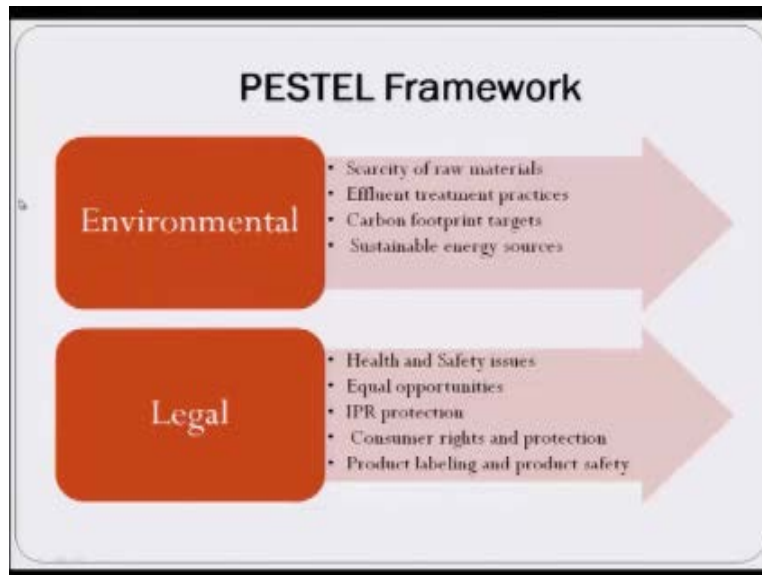 PESTEL Framework
Environmental
• Scarcity of raw materials
• Effluent treatment practices
• Carbon footprint targets
• Sustainable energy sources
Legal
• Health and Safety issues
• Equal opportunities
• IPR protection
• Consumer rights and protection
• Product labeling and product safety